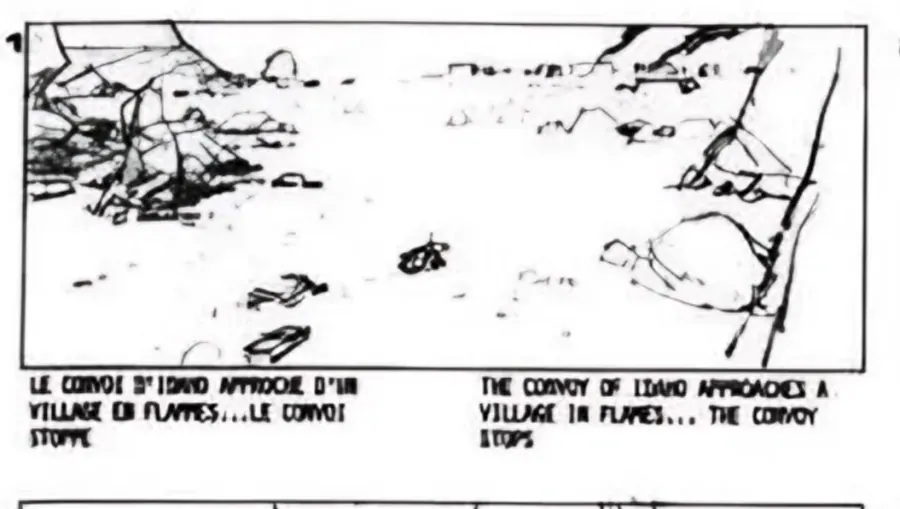 LE CONVOI D'IDAHO APPROCHE D'UN
VILLAGE EN FLAMMES...LE CONVOI
STOPPE
THE CONVOY OF IDAHO APPROACHES A
VILLAGE IN FLAMES... THE CONVOY
STOPS